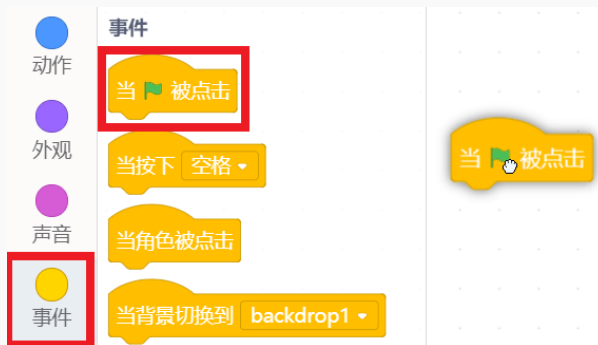 事件
动作
当 被点击
外观
当按下 空格
当 被点击
声音
当角色被点击
事件
当背景切换到 backdrop1